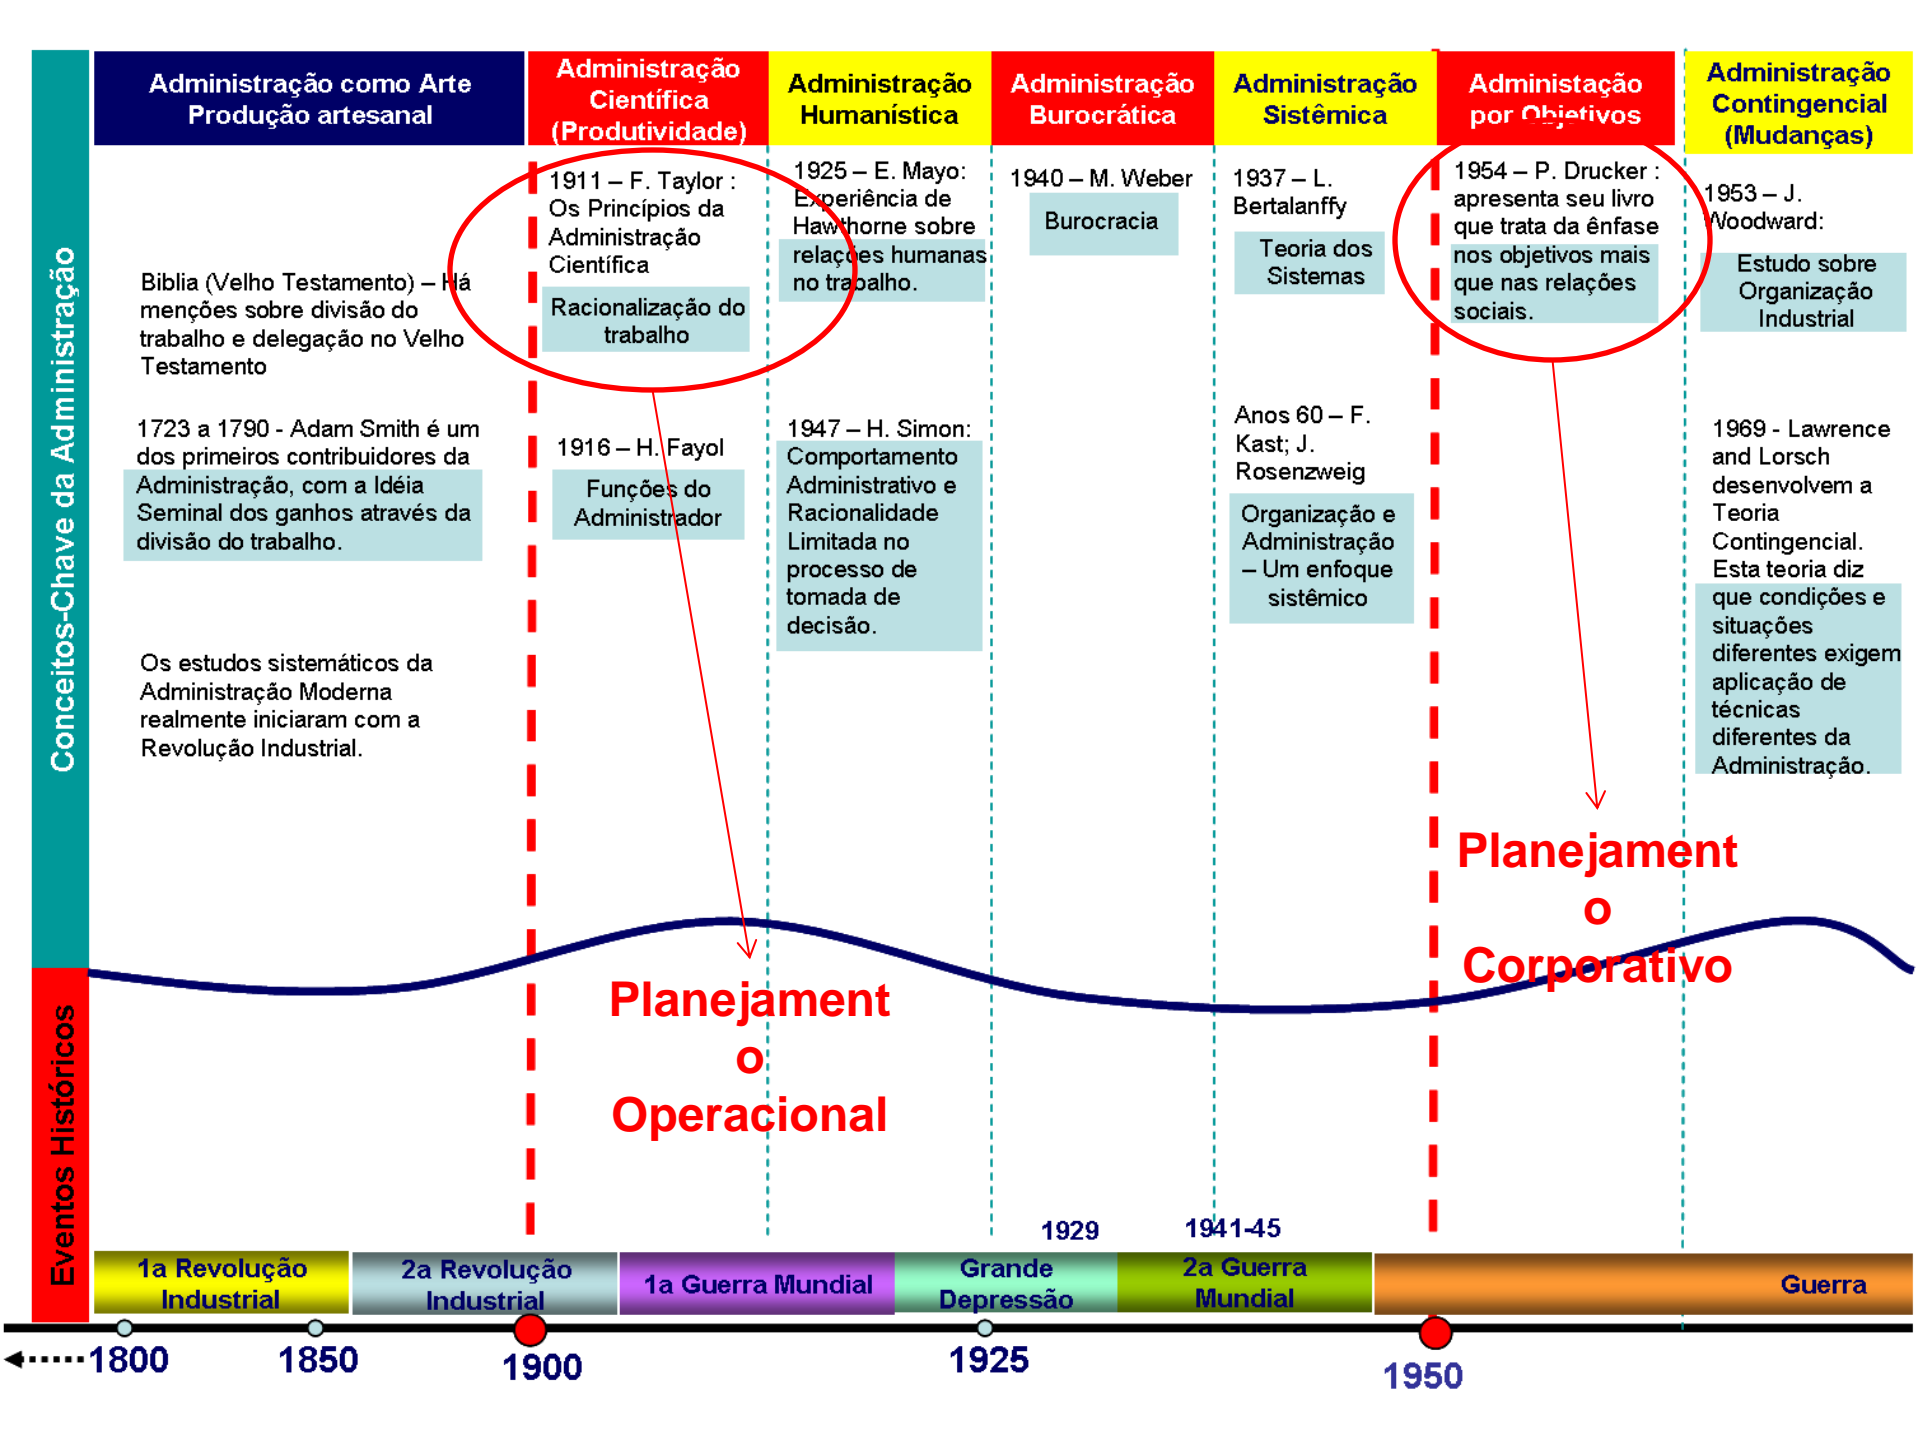 Conceitos-Chave da Administração
Eventos Históricos
Administração como Arte
Produção artesanal
Biblia (Velho Testamento) – Há
menções sobre divisão do
trabalho e delegação no Velho
Testamento
1723 a 1790 - Adam Smith é um
dos primeiros contribuidores da
Administração, com a Idéia
Seminal dos ganhos através da
divisão do trabalho.
Os estudos sistemáticos da
Administração Moderna
realmente iniciaram com a
Revolução Industrial.
Administração
Científica
(Produtividade)
1911 – F. Taylor :
Os Princípios da
Administração
Científica
Racionalização do
trabalho
1916 – H. Fayol
Funções do
Administrador
Planejament
o
Operacional
Administração
Humanística
1925 – E. Mayo:
Experiência de
Hawthorne sobre
relações humanas
no trabalho.
1947 – H. Simon:
Comportamento
Administrativo e
Racionalidade
Limitada no
processo de
tomada de
decisão.
Administração
Burocrática
1940 – M. Weber
Burocracia
Administração
Sistêmica
1937 – L.
Bertalanffy
Teoria dos
Sistemas
Anos 60 – F.
Kast; J.
Rosenzweig
Organização e
Administração
– Um enfoque
sistêmico
Administação
por Objetivos
1954 – P. Drucker :
apresenta seu livro
que trata da ênfase
nos objetivos mais
que nas relações
sociais.
Planejament
o
Corporativo
Administração
Contingencial
(Mudanças)
1953 – J.
Woodward:
Estudo sobre
Organização
Industrial
1969 - Lawrence
and Lorsch
desenvolvem a
Teoria
Contingencial.
Esta teoria diz
que condições e
situações
diferentes exigem
aplicação de
técnicas
diferentes da
Administração.
1929
1941-45
1a Revolução
Industrial
2a Revolução
Industrial
1a Guerra Mundial
Grande
Depressão
2a Guerra
Mundial
Guerra
1800
1850
1900
1925
1950